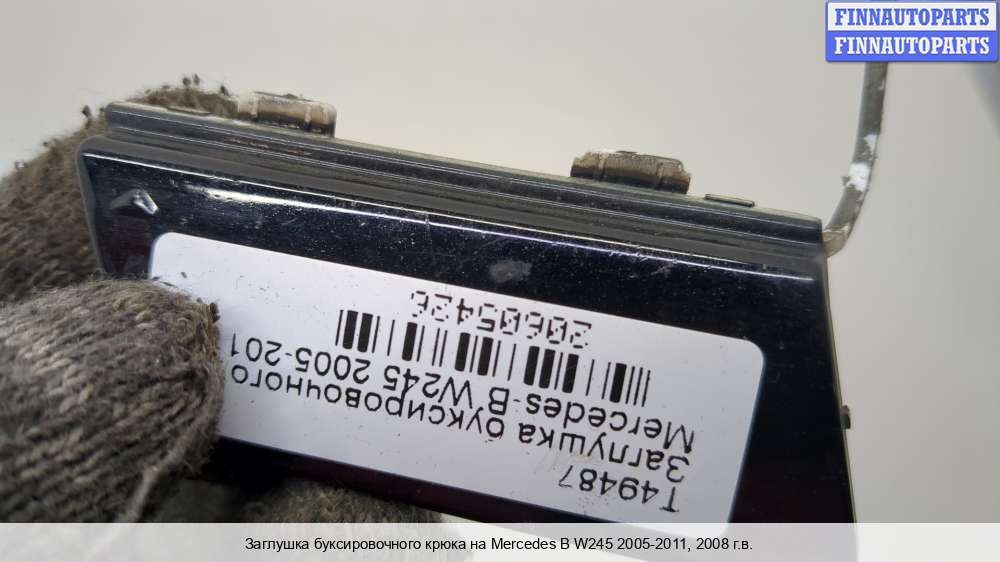 FINNAUTOPARTS
FINNAUTOPARTS
T49487
Заглушка буксировочного
Mercedes-B W245 2005-201
20605426
Заглушка буксировочного крюка на Mercedes B W245 2005-2011, 2008 г.в.